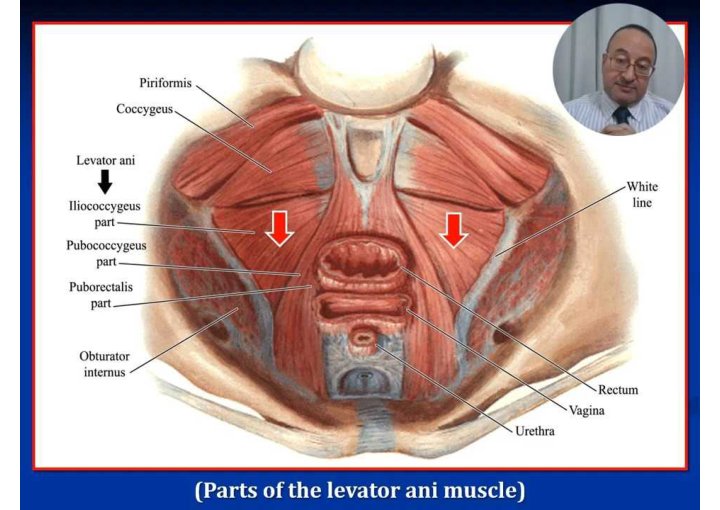 Piriformis
Coccygeus
Levator ani
Iliococcygeus
part
Pubococcygeus
part
Puborectalis
part
Obturator
internus
White
line
Rectum
Vagina
Urethra
(Parts of the levator ani muscle)